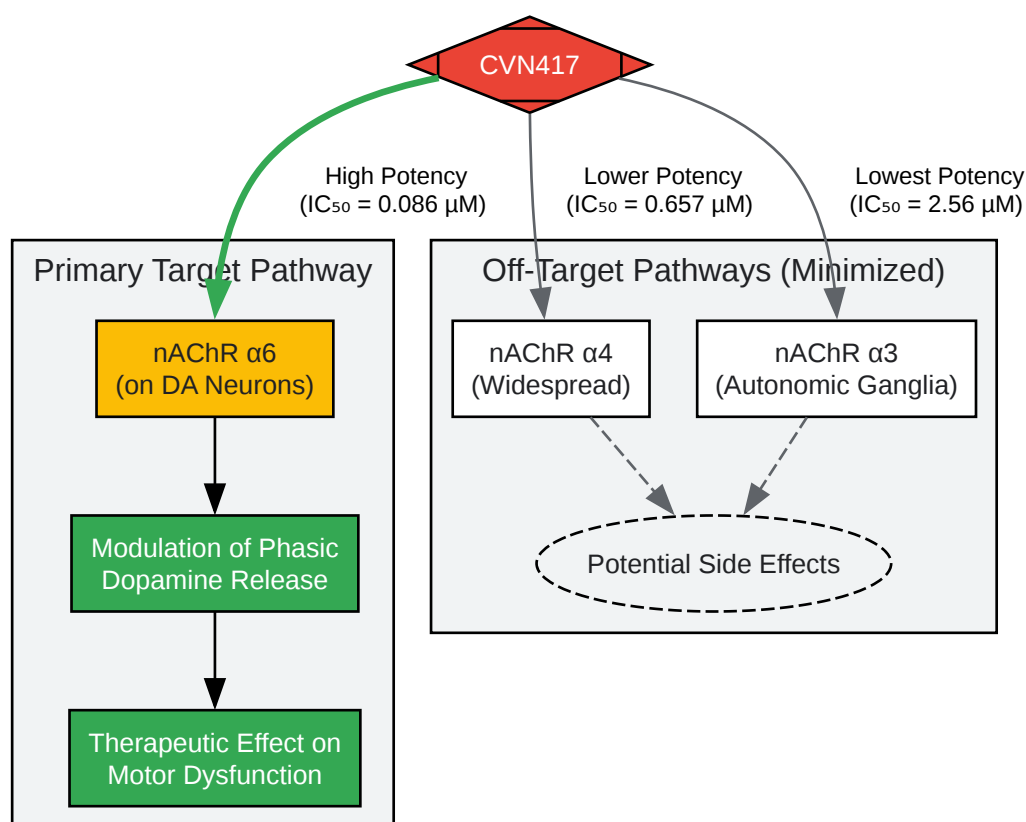 CVN417
High Potency
(IC₅₀ = 0.086 µM)
Lower Potency
(IC₅₀ = 0.657 µM)
Lowest Potency
(IC₅₀ = 2.56 µM)
Primary Target Pathway
nAChR α6
(on DA Neurons)
Modulation of Phasic
Dopamine Release
Therapeutic Effect on
Motor Dysfunction
Off-Target Pathways (Minimized)
nAChR α4
(Widespread)
nAChR α3
(Autonomic Ganglia)
Potential Side Effects